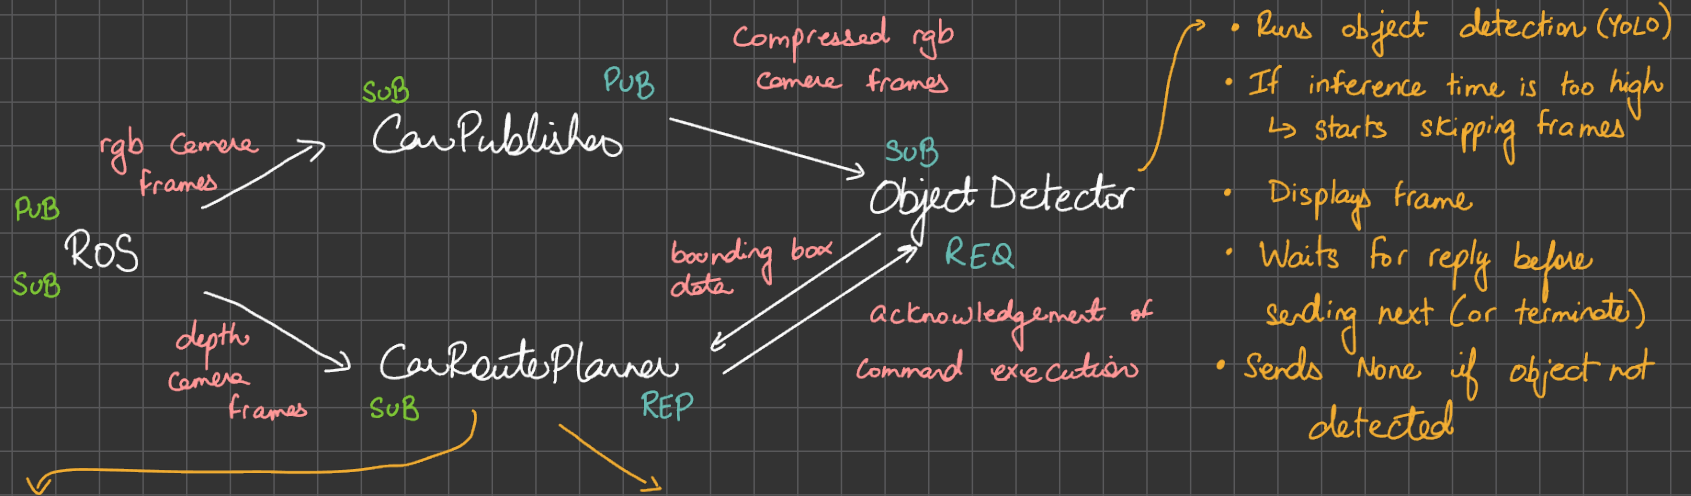 Compressed rgb
camera frames
PUB
SUB
CarPublisher
rgb Camera
frames
PUB
ROS
SUB
depth
camera
frames
SUB
Object Detector
REQ
bounding box
data
acknowledgement of
command execution
CarRoutePlanner
SUB
REP
• Runs object detection (YOLO)
• If inference time is too high
↳ starts skipping frames
• Displays frame
• Waits for reply before
sending next (or terminate)
• Sends None if object not
detected